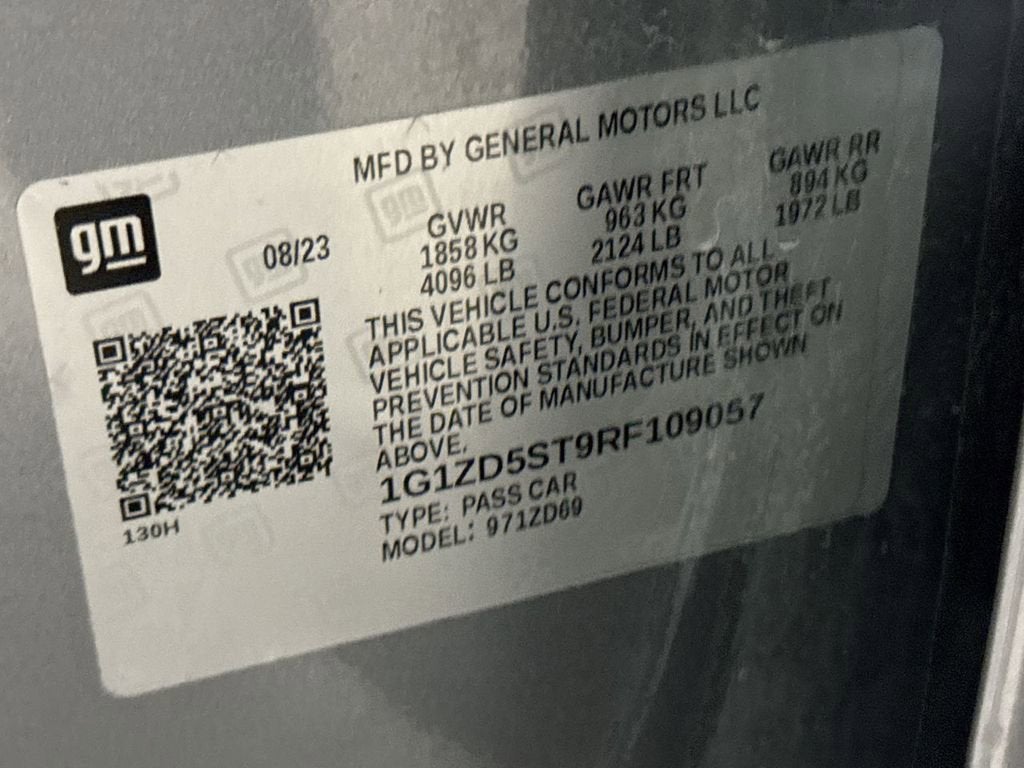 MFD BY GENERAL MOTORS LLC
gm
08/23
GVWR GAWR FRT GAWR RR
1858 KG 963 KG 894 KG
4096 LB 2124 LB 1972 LB
THIS VEHICLE CONFORMS TO ALL
APPLICABLE U.S. FEDERAL MOTOR
VEHICLE SAFETY, BUMPER, AND THEFT
PREVENTION STANDARDS IN EFFECT ON
THE DATE OF MANUFACTURE SHOWN
ABOVE.
1G1ZD5ST9RF109057
TYPE: PASS CAR
MODEL: 971ZD69
130H